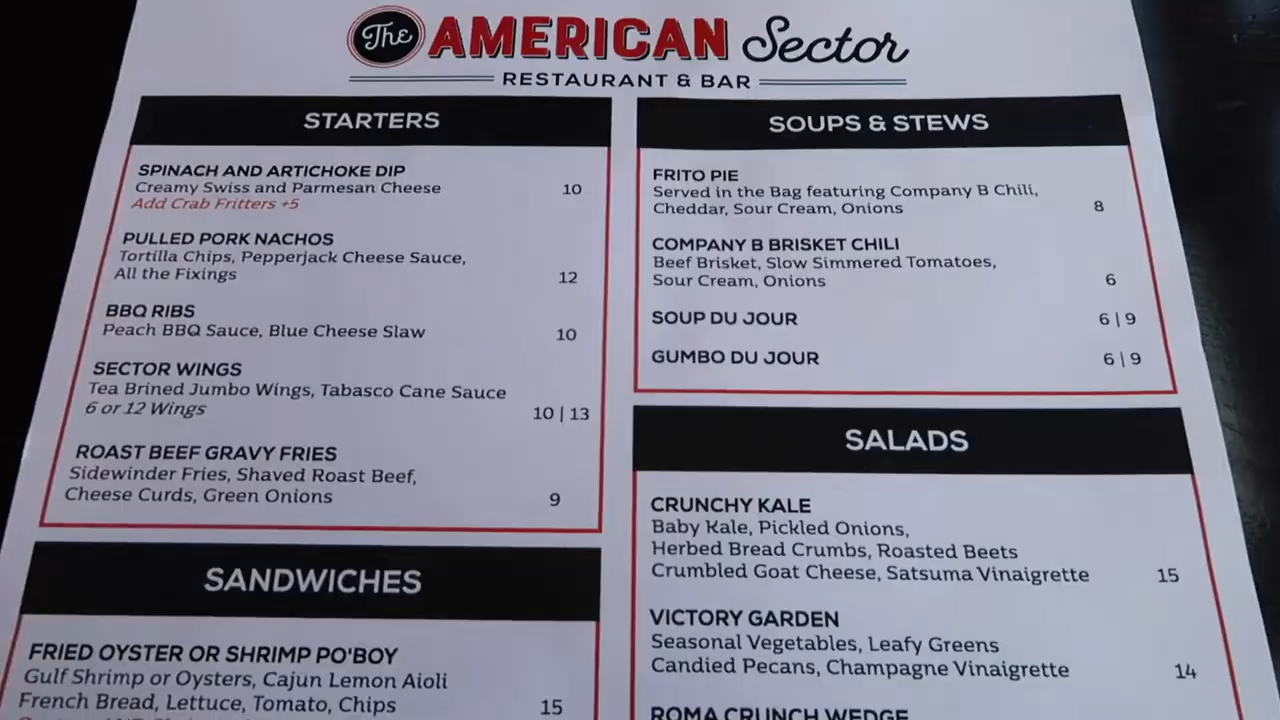 The AMERICAN Sector
RESTAURANT & BAR
STARTERS
SPINACH AND ARTICHOKE DIP
Creamy Swiss and Parmesan Cheese 10
Add Crab Fritters +5
PULLED PORK NACHOS
Tortilla Chips, Pepperjack Cheese Sauce,
All the Fixings 12
BBQ RIBS
Peach BBQ Sauce, Blue Cheese Slaw 10
SECTOR WINGS
Tea Brined Jumbo Wings, Tabasco Cane Sauce
6 or 12 Wings 10 | 13
ROAST BEEF GRAVY FRIES
Sidewinder Fries, Shaved Roast Beef,
Cheese Curds, Green Onions 9
SANDWICHES
FRIED OYSTER OR SHRIMP PO'BOY
Gulf Shrimp or Oysters, Cajun Lemon Aioli
French Bread, Lettuce, Tomato, Chips 15
SOUPS & STEWS
FRITO PIE
Served in the Bag featuring Company B Chili,
Cheddar, Sour Cream, Onions 8
COMPANY B BRISKET CHILI
Beef Brisket, Slow Simmered Tomatoes,
Sour Cream, Onions 6
SOUP DU JOUR 6 | 9
GUMBO DU JOUR 6 | 9
SALADS
CRUNCHY KALE
Baby Kale, Pickled Onions,
Herbed Bread Crumbs, Roasted Beets
Crumbled Goat Cheese, Satsuma Vinaigrette 15
VICTORY GARDEN
Seasonal Vegetables, Leafy Greens
Candied Pecans, Champagne Vinaigrette 14
ROMA CRUNCH WEDGE